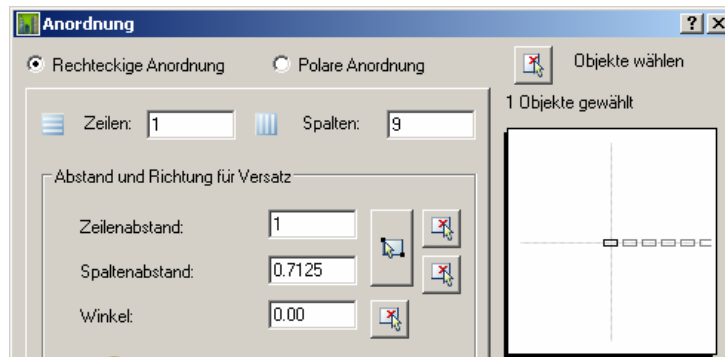 Anordnung
Rechteckige Anordnung
Polare Anordnung
Objekte wählen
1 Objekte gewählt
Zeilen: 1
Spalten: 9
Abstand und Richtung für Versatz
Zeilenabstand: 1
Spaltenabstand: 0.7125
Winkel: 0.00